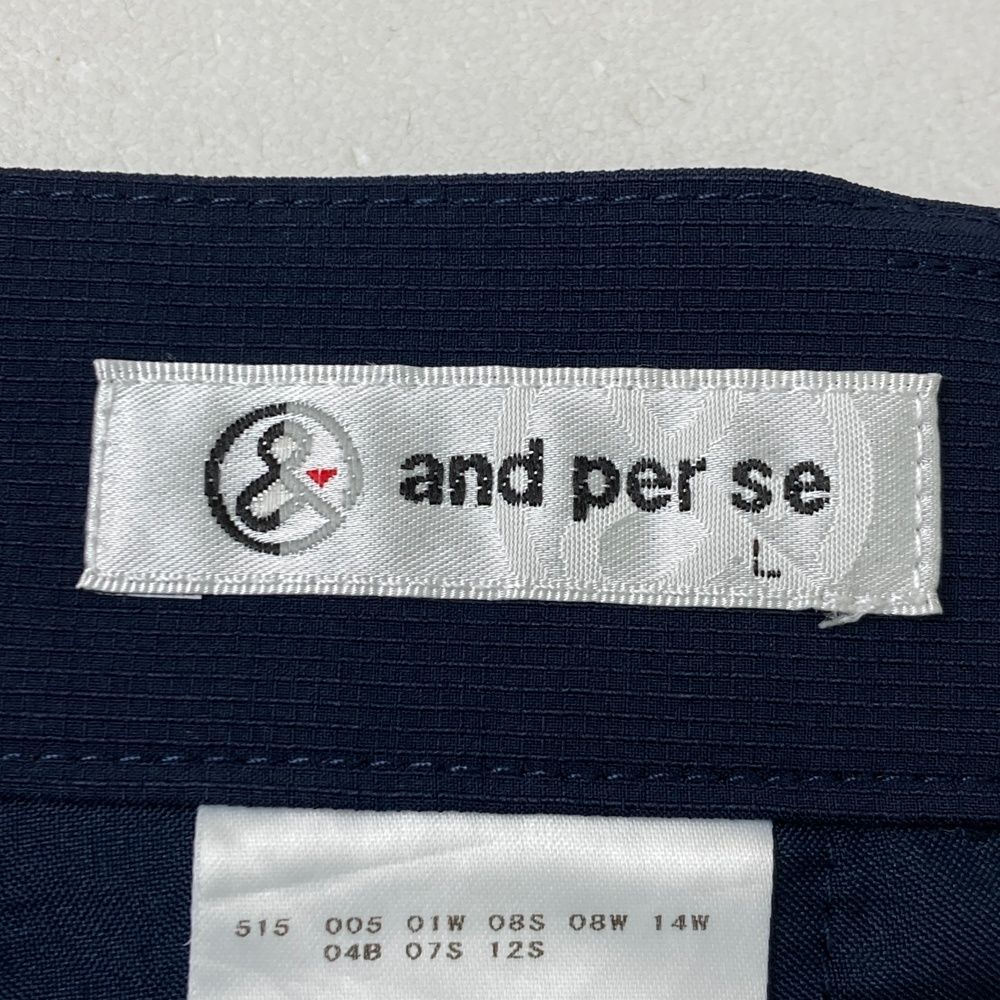 & and per se
L
515 005 01W 08S 08W 14W
04B 07S 12S